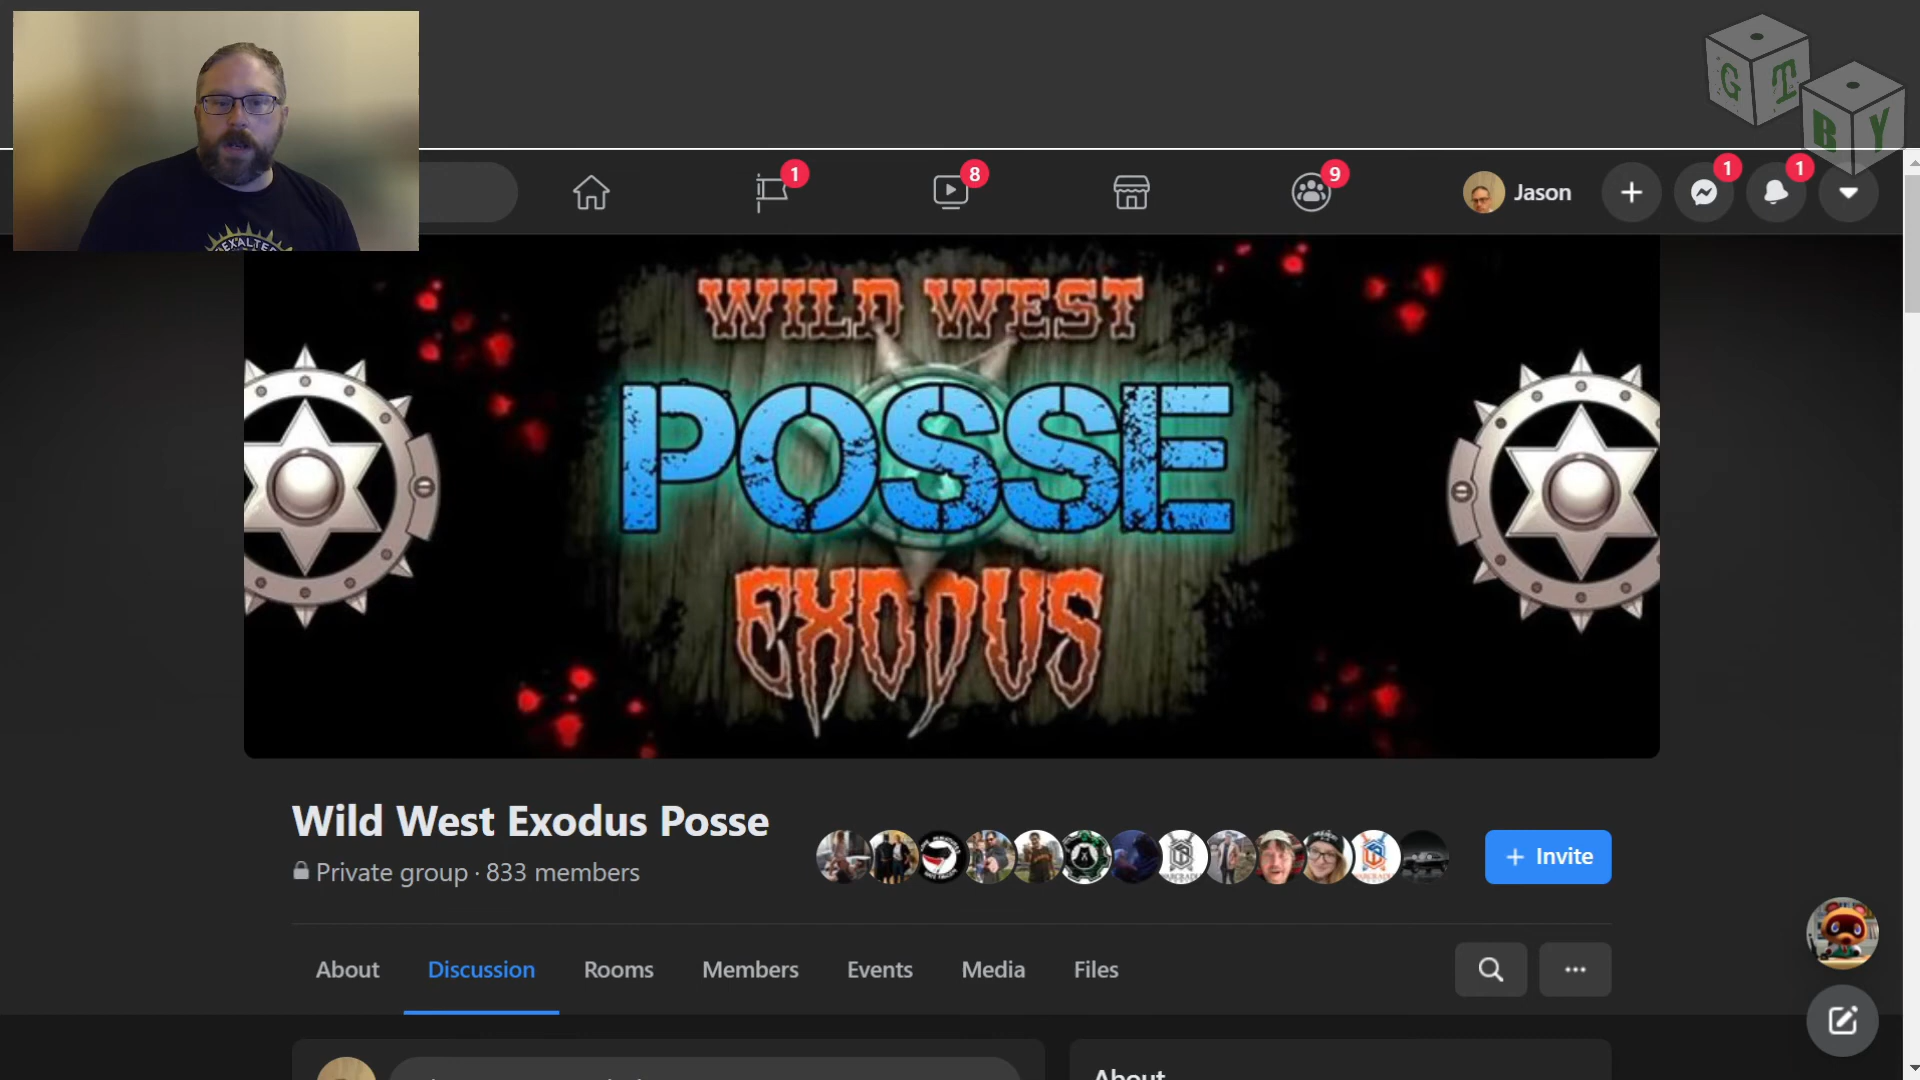 EXALTED
G T
B Y
1
8
9
Jason
1
1
WILD WEST
POSSE
EXODUS
Wild West Exodus Posse
Private group · 833 members
+ Invite
About
Discussion
Rooms
Members
Events
Media
Files
About